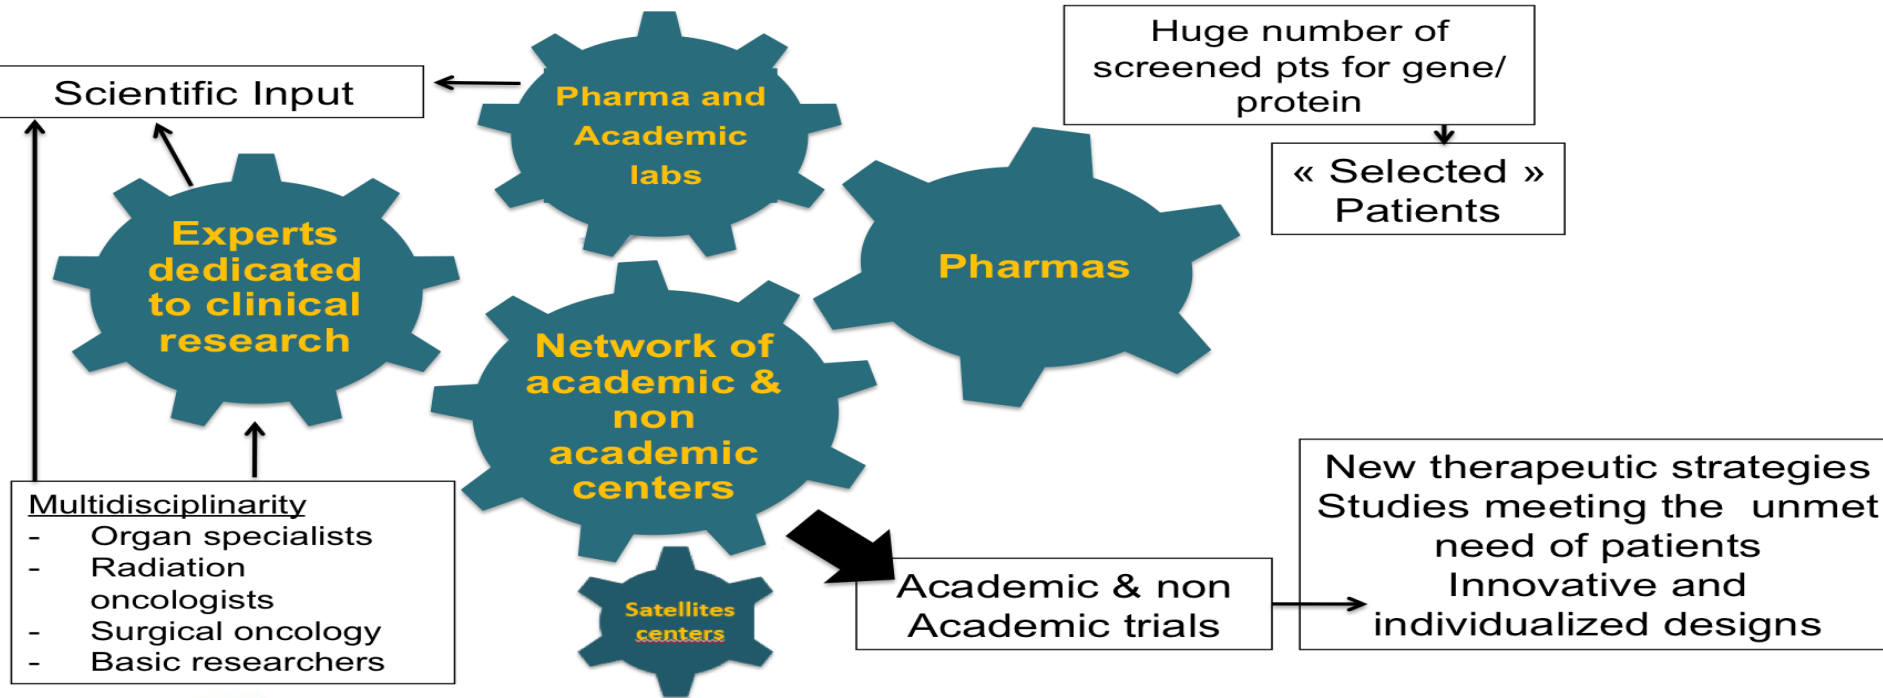 Scientific Input
Pharma and
Academic
labs
Huge number of
screened pts for gene/
protein
« Selected »
Patients
Experts
dedicated
to clinical
research
Pharmas
Network of
academic &
non
academic
centers
Multidisciplinarity
- Organ specialists
- Radiation
oncologists
- Surgical oncology
- Basic researchers
Satellites
centers
Academic & non
Academic trials
New therapeutic strategies
Studies meeting the unmet
need of patients
Innovative and
individualized designs